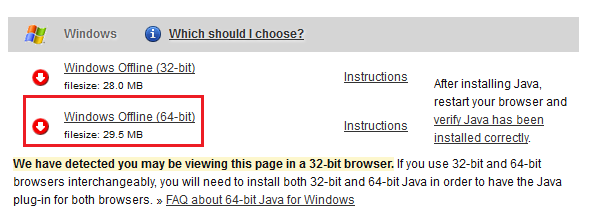 Windows Which should I choose?
Windows Offline (32-bit) Instructions
filesize: 28.0 MB
After installing Java,
restart your browser and
verify Java has been
installed correctly.
Windows Offline (64-bit) Instructions
filesize: 29.5 MB
We have detected you may be viewing this page in a 32-bit browser. If you use 32-bit and 64-bit
browsers interchangeably, you will need to install both 32-bit and 64-bit Java in order to have the Java
plug-in for both browsers. » FAQ about 64-bit Java for Windows